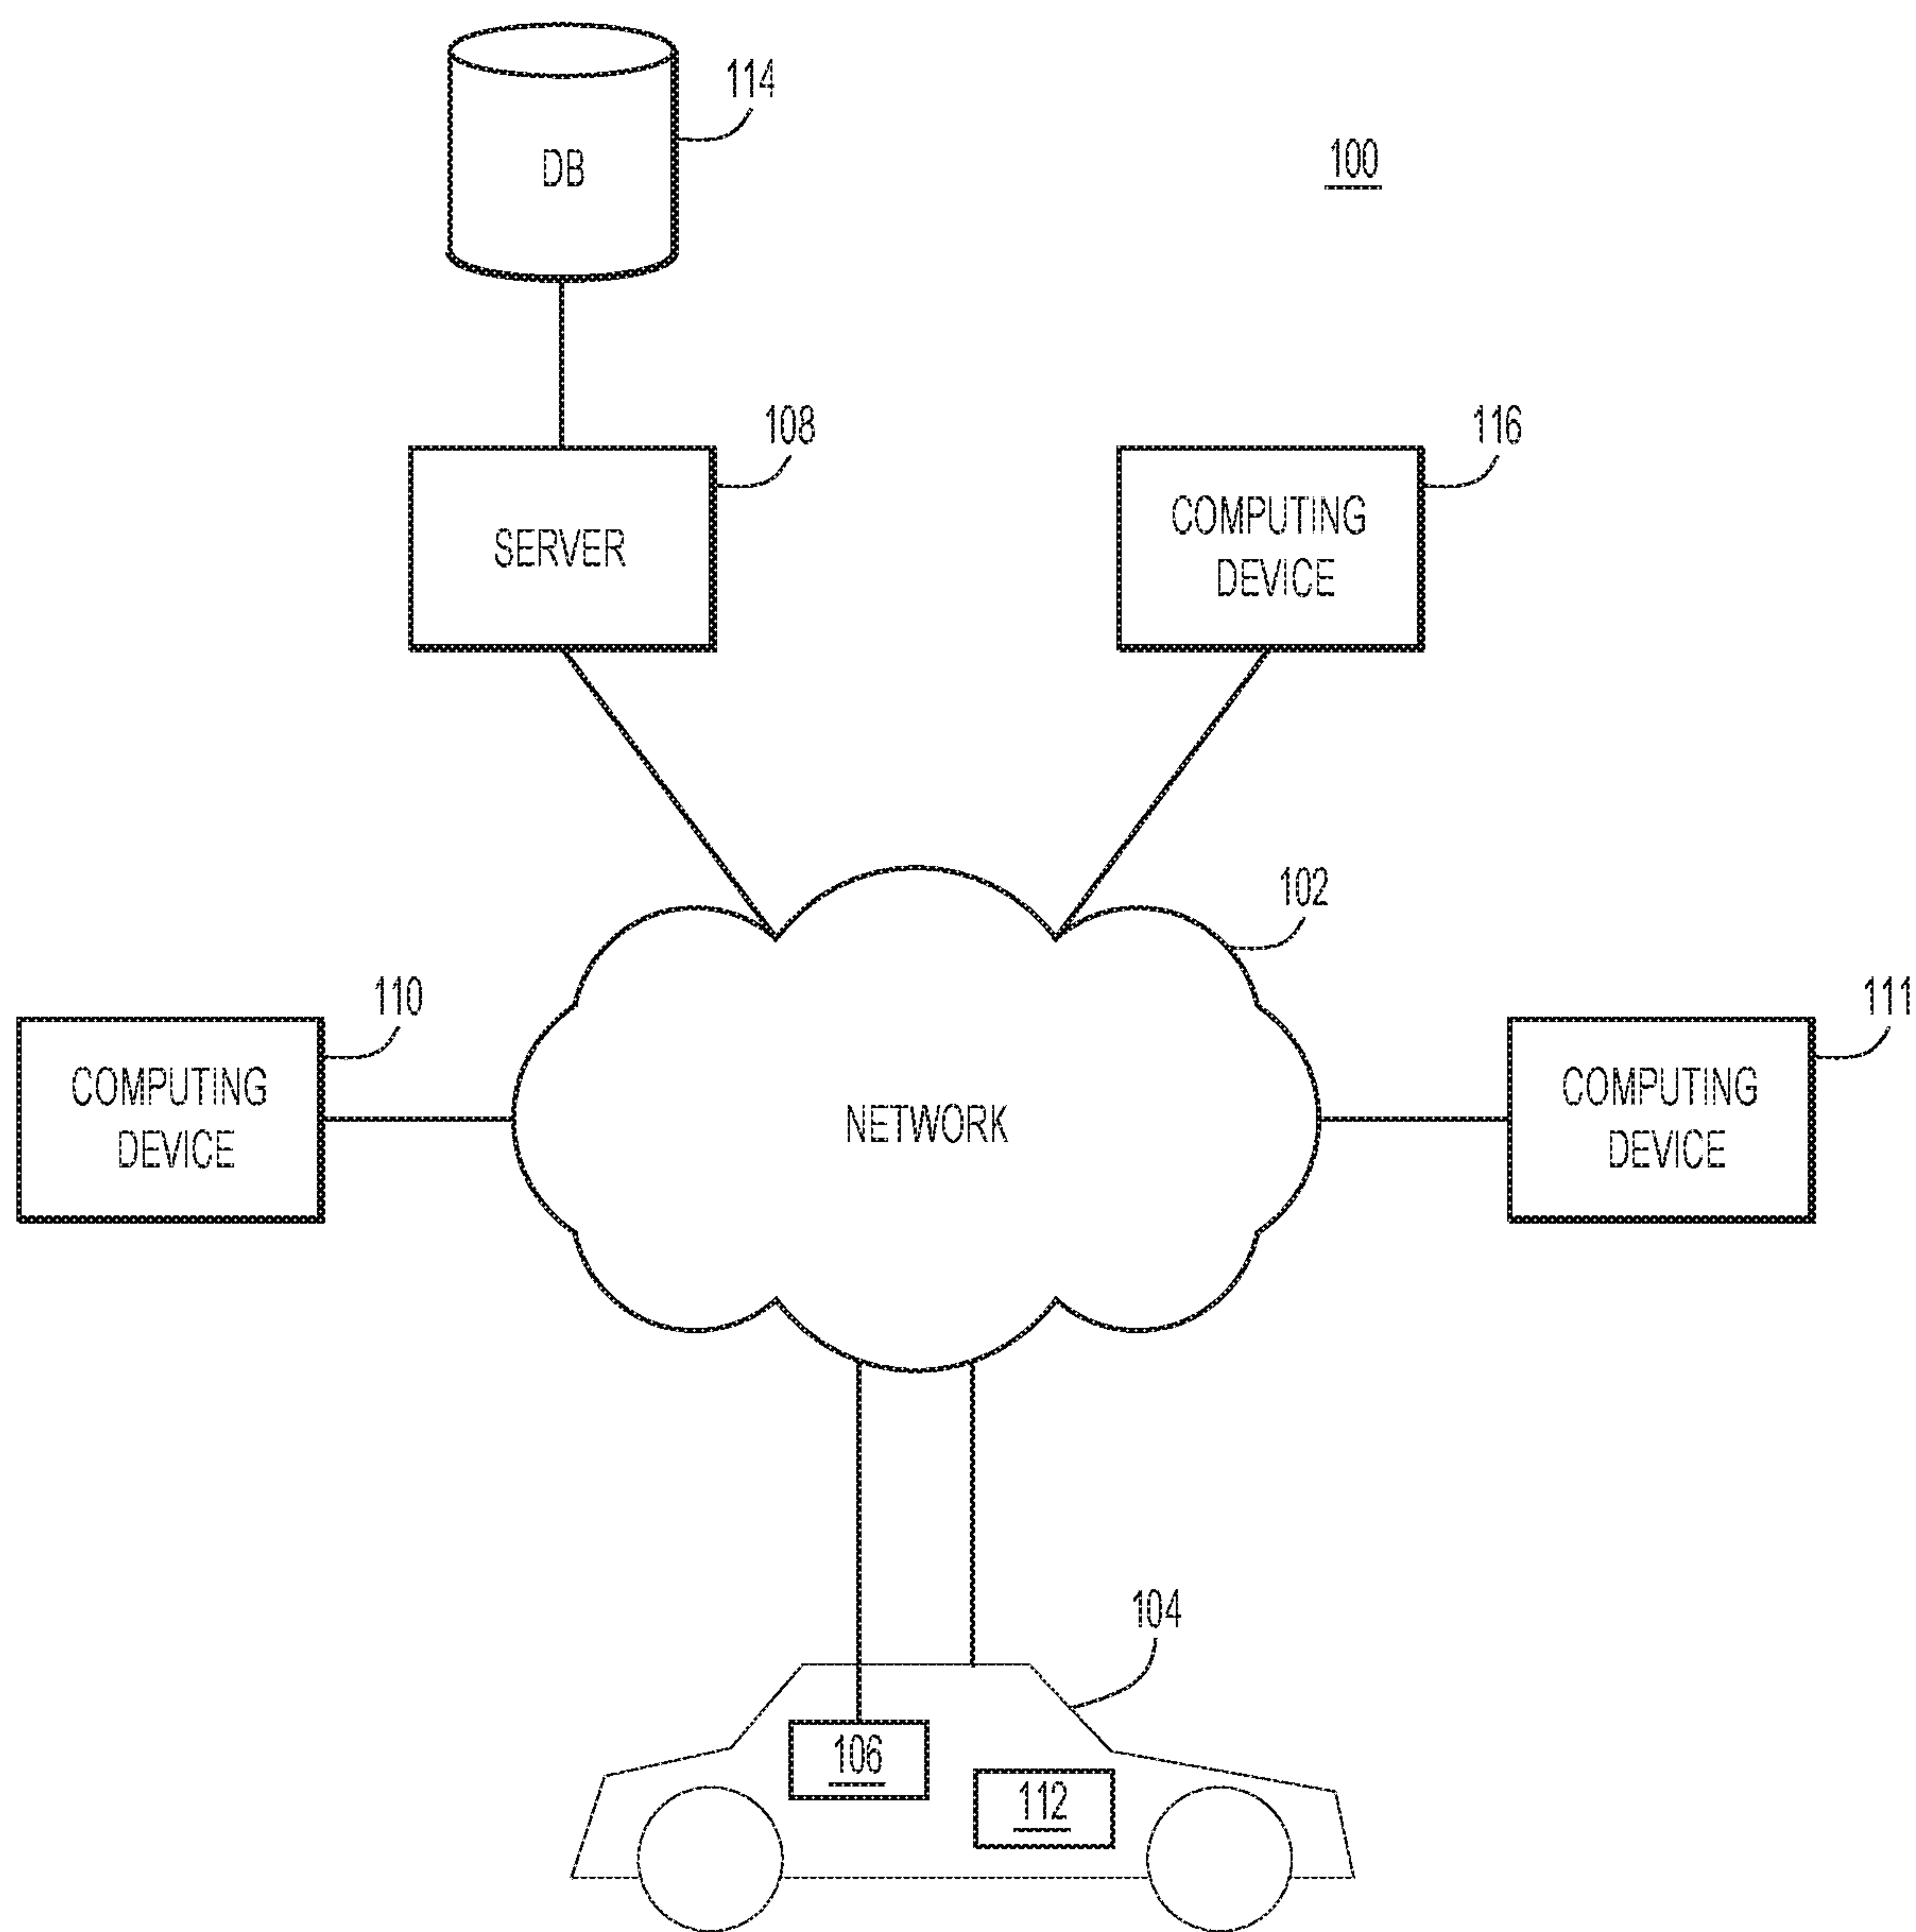 114
DB
100
108
116
SERVER
COMPUTING
DEVICE
102
110
111
COMPUTING
DEVICE
NETWORK
COMPUTING
DEVICE
104
106
112